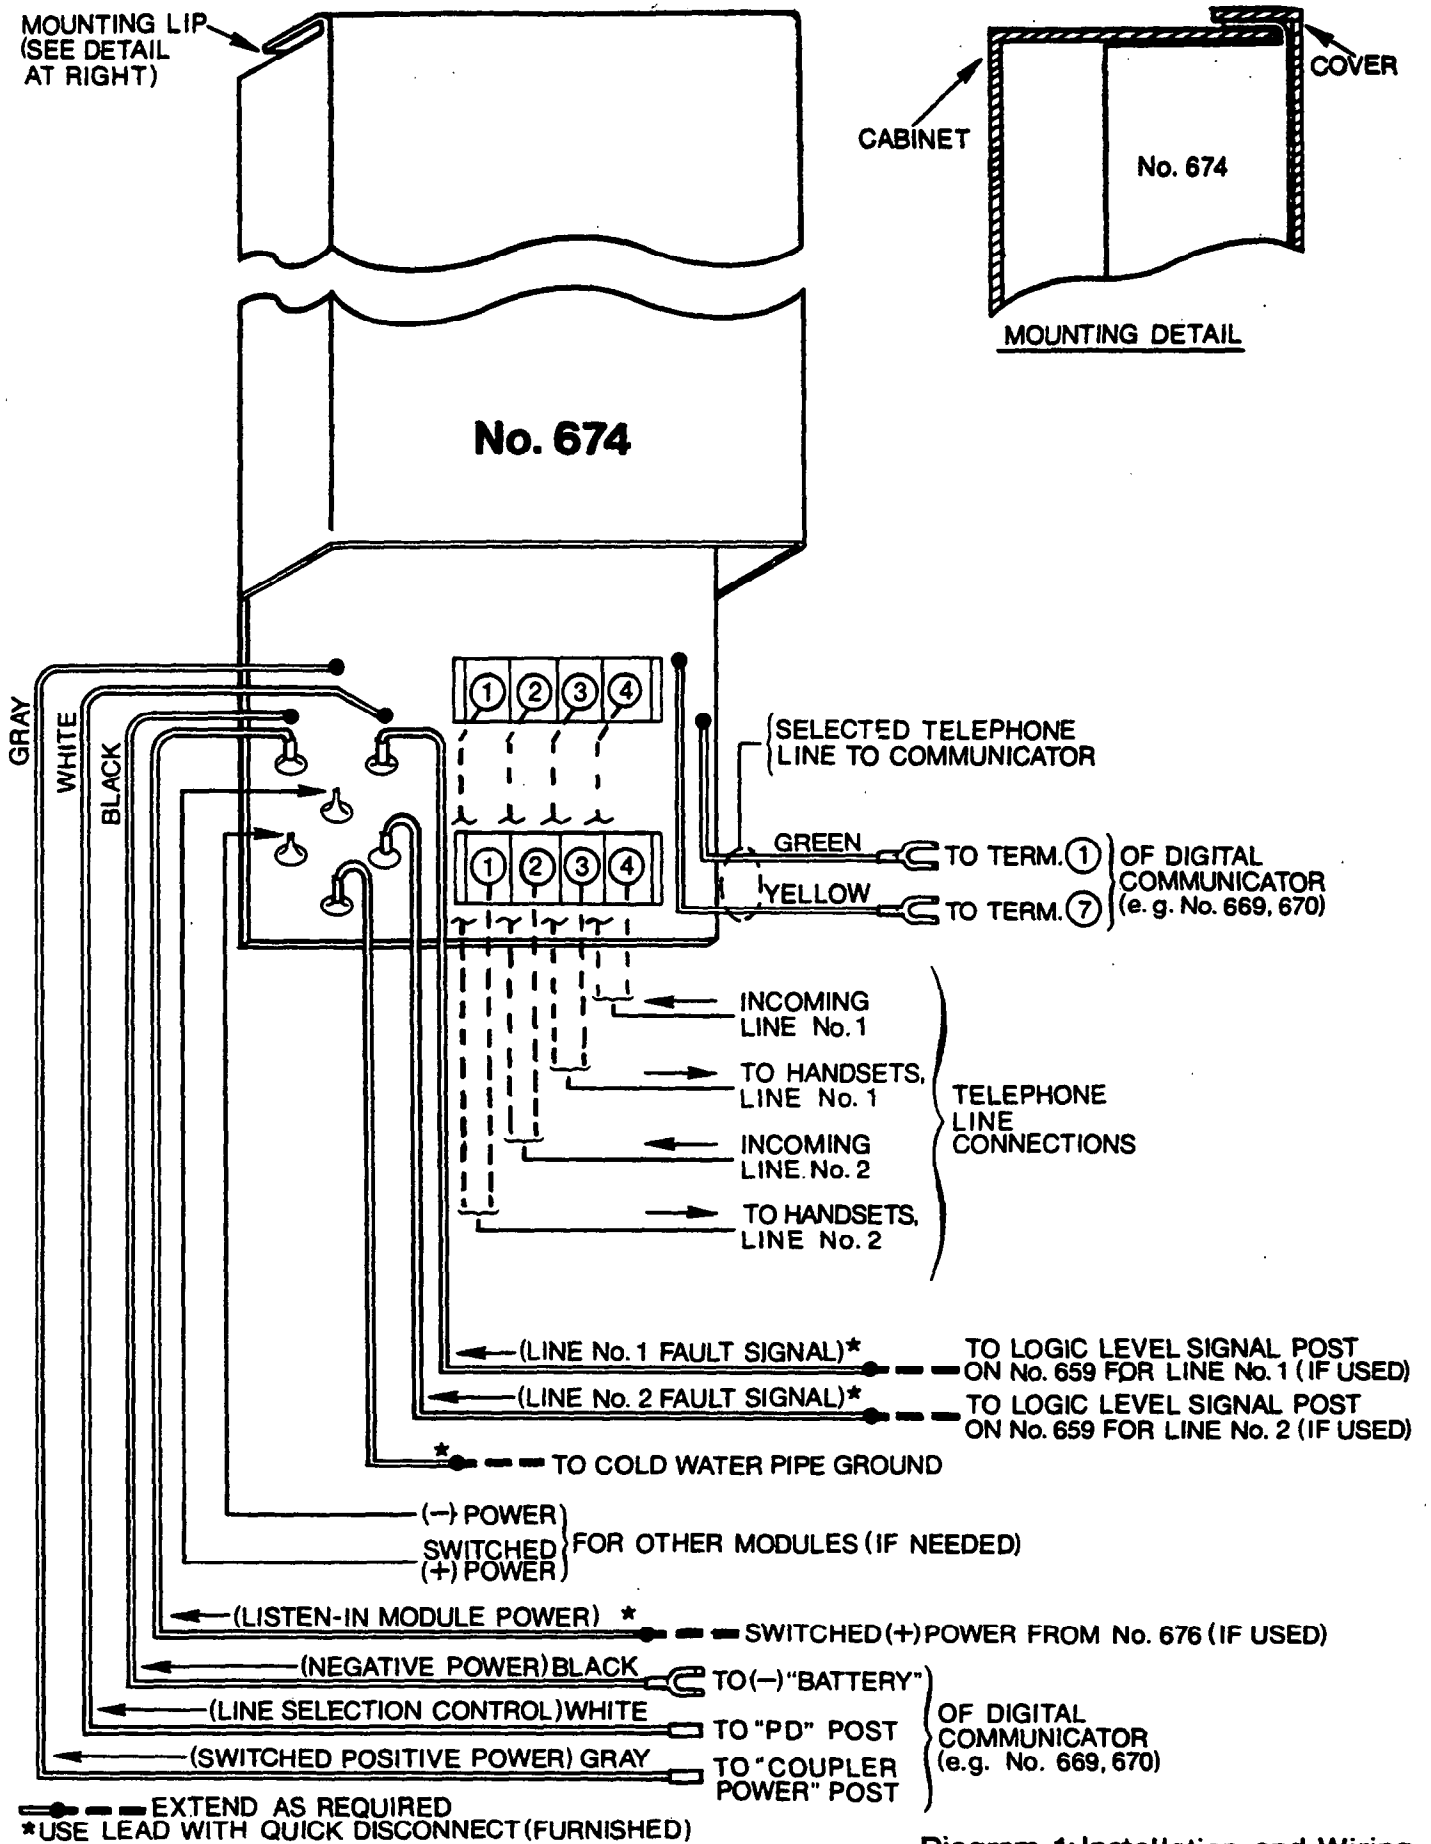 MOUNTING LIP
(SEE DETAIL
AT RIGHT)
CABINET
COVER
No. 674
MOUNTING DETAIL
No. 674
GRAY
WHITE
BLACK
1 2 3 4
1 2 3 4
SELECTED TELEPHONE
LINE TO COMMUNICATOR
GREEN
TO TERM. 1
YELLOW
TO TERM. 7
OF DIGITAL
COMMUNICATOR
(e.g. No. 669, 670)
INCOMING
LINE No. 1
TO HANDSETS,
LINE No. 1
INCOMING
LINE No. 2
TO HANDSETS,
LINE No. 2
TELEPHONE
LINE
CONNECTIONS
(LINE No. 1 FAULT SIGNAL)*
TO LOGIC LEVEL SIGNAL POST
ON No. 659 FOR LINE No. 1 (IF USED)
(LINE No. 2 FAULT SIGNAL)*
TO LOGIC LEVEL SIGNAL POST
ON No. 659 FOR LINE No. 2 (IF USED)
*
TO COLD WATER PIPE GROUND
(-) POWER
SWITCHED
(+) POWER
FOR OTHER MODULES (IF NEEDED)
(LISTEN-IN MODULE POWER) *
SWITCHED (+) POWER FROM No. 676 (IF USED)
(NEGATIVE POWER) BLACK
TO (-) "BATTERY"
(LINE SELECTION CONTROL) WHITE
TO "PD" POST
(SWITCHED POSITIVE POWER) GRAY
TO "COUPLER
POWER" POST
OF DIGITAL
COMMUNICATOR
(e.g. No. 669, 670)
EXTEND AS REQUIRED
*USE LEAD WITH QUICK DISCONNECT (FURNISHED)
Diagram 1: Installation and Wiring